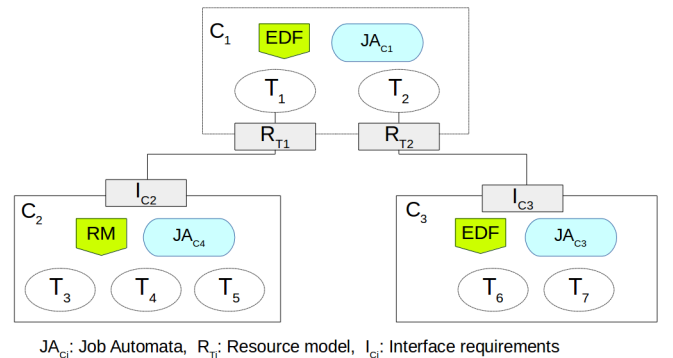 C1 EDF JAC1
T1 T2
RT1 RT2
IC2 IC3
C2 RM JAC4
C3 EDF JAC3
T3 T4 T5
T6 T7
JACi: Job Automata, RTi: Resource model, ICi: Interface requirements